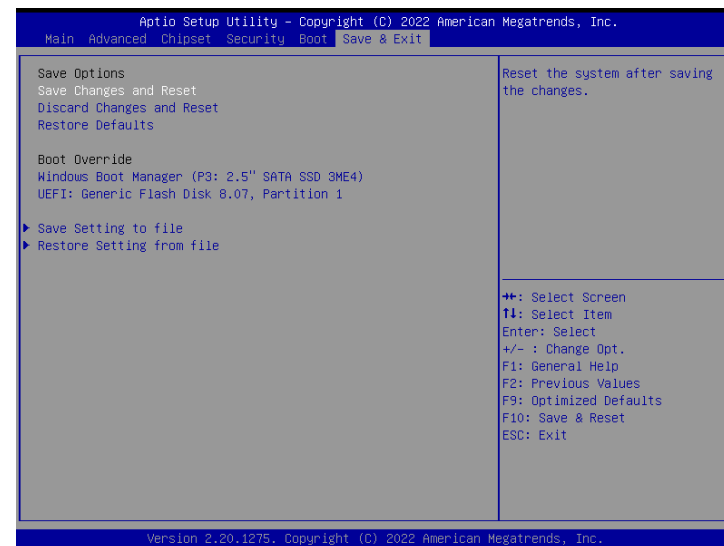 Aptio Setup Utility – Copyright (C) 2022 American Megatrends, Inc.
Main Advanced Chipset Security Boot Save & Exit
Save Options
Save Changes and Reset
Discard Changes and Reset
Restore Defaults
Boot Override
Windows Boot Manager (P3: 2.5" SATA SSD 3ME4)
UEFI: Generic Flash Disk 8.07, Partition 1
Save Setting to file
Restore Setting from file
Reset the system after saving
the changes.
→←: Select Screen
↑↓: Select Item
Enter: Select
+/- : Change Opt.
F1: General Help
F2: Previous Values
F9: Optimized Defaults
F10: Save & Reset
ESC: Exit
Version 2.20.1275. Copyright (C) 2022 American Megatrends, Inc.